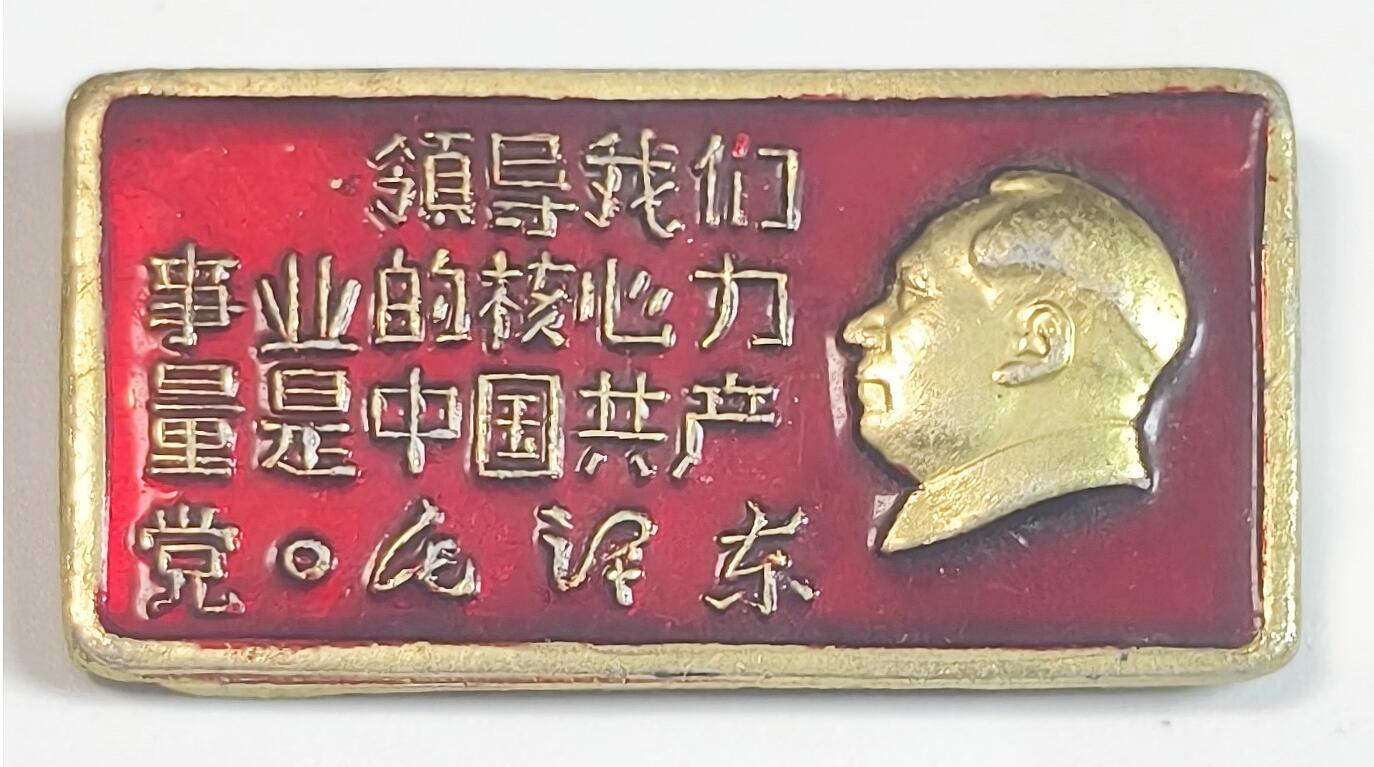 領导我们
事业的核心力
量是中国共产
党。毛泽东